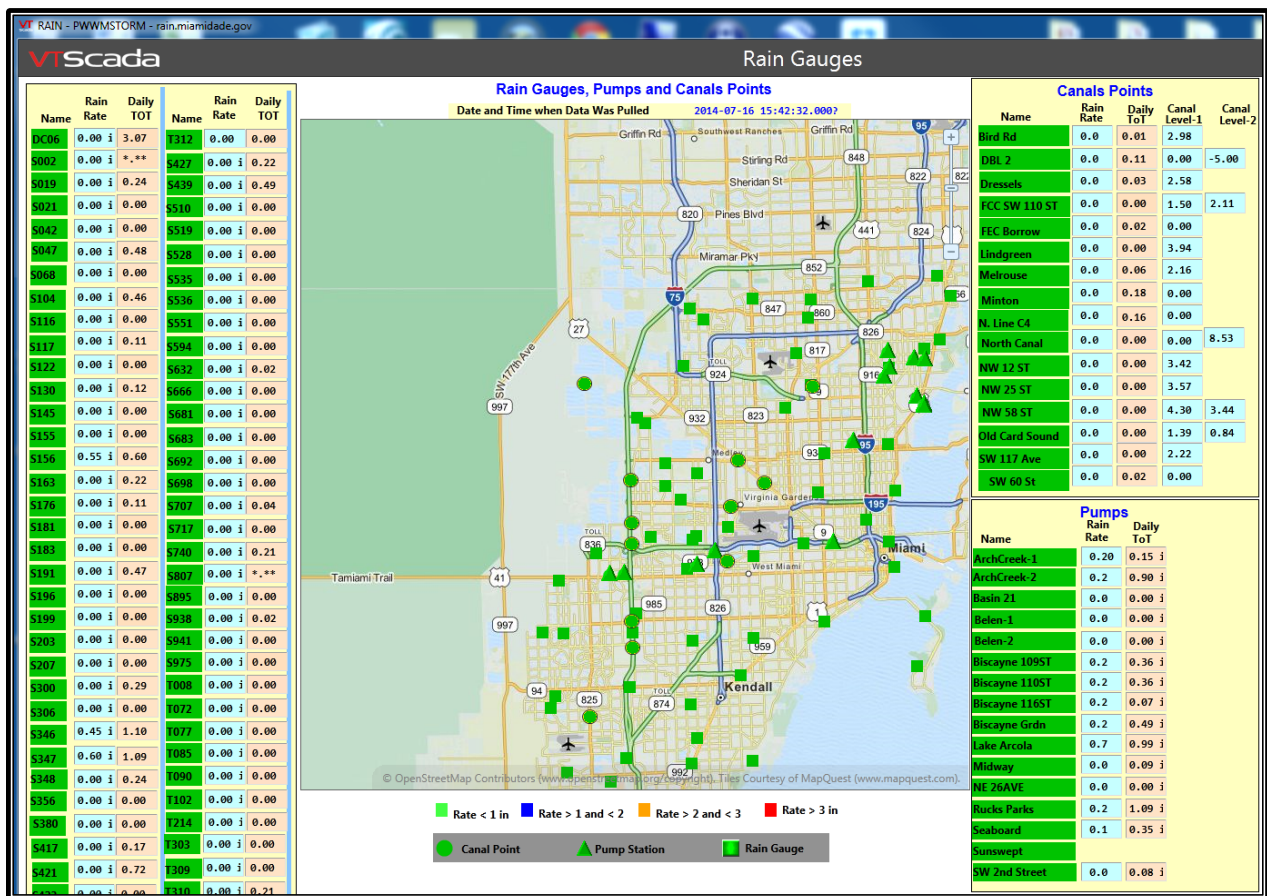 VT RAIN - PWWMSTORM - rain.miamidade.gov
VTScada
Rain Gauges
Rain Rate Daily TOT Name
DC06 0.00 i 3.07
S002 0.00 i *.**
S019 0.00 i 0.24
S021 0.00 i 0.00
S042 0.00 i 0.00
S047 0.00 i 0.48
S068 0.00 i 0.00
S104 0.00 i 0.46
S116 0.00 i 0.00
S117 0.00 i 0.11
S122 0.00 i 0.00
S130 0.00 i 0.12
S145 0.00 i 0.00
S155 0.00 i 0.00
S156 0.55 i 0.60
S163 0.00 i 0.22
S176 0.00 i 0.11
S181 0.00 i 0.00
S183 0.00 i 0.00
S191 0.00 i 0.47
S196 0.00 i 0.00
S199 0.00 i 0.00
S203 0.00 i 0.00
S207 0.00 i 0.00
S300 0.00 i 0.29
S306 0.00 i 0.00
S346 0.45 i 1.10
S347 0.60 i 1.09
S348 0.00 i 0.24
S356 0.00 i 0.00
S380 0.00 i 0.00
S417 0.00 i 0.17
S421 0.00 i 0.72
Rain Rate Daily TOT Name
T312 0.00 0.00
S427 0.00 i 0.22
S439 0.00 i 0.49
S510 0.00 i 0.00
S519 0.00 i 0.00
S528 0.00 i 0.00
S535 0.00 i 0.00
S536 0.00 i 0.00
S551 0.00 i 0.00
S594 0.00 i 0.00
S632 0.00 i 0.02
S666 0.00 i 0.00
S681 0.00 i 0.00
S683 0.00 i 0.00
S692 0.00 i 0.00
S698 0.00 i 0.00
S707 0.00 i 0.04
S717 0.00 i 0.00
S740 0.00 i 0.21
S807 0.00 i *.**
S895 0.00 i 0.00
S938 0.00 i 0.02
S941 0.00 i 0.00
S975 0.00 i 0.00
T008 0.00 i 0.00
T072 0.00 i 0.00
T077 0.00 i 0.00
T085 0.00 i 0.00
T090 0.00 i 0.00
T102 0.00 i 0.00
T214 0.00 i 0.00
T303 0.00 i 0.00
T309 0.00 i 0.00
T310 0.00 i 0.21
Rain Gauges, Pumps and Canals Points
Date and Time when Data Was Pulled 2014-07-16 15:42:32.000?
Griffin Rd Southwest Ranches Griffin Rd 95
Stirling Rd 848
Sheridan St 822 822
820 Pines Blvd
441 824
Miramar Pky
852
75
847 860
27
826
817
SW 177th Ave
TOLL
924 916
997
932 823
Medley
95
Virginia Gardens
195
TOLL
836
9
Miami
West Miami
Tamiami Trail 41
985 826
997
1
959
94
Kendall
825
TOLL
874
992
© OpenStreetMap Contributors (www.openstreetmap.org/copyright), Tiles Courtesy of MapQuest (www.mapquest.com).
Rate < 1 in Rate > 1 and < 2 Rate > 2 and < 3 Rate > 3 in
Canal Point Pump Station Rain Gauge
Canals Points
Name Rain Rate Daily ToT Canal Level-1 Canal Level-2
Bird Rd 0.0 0.01 2.98
DBL 2 0.0 0.11 0.00 -5.00
Dressels 0.0 0.03 2.58
FCC SW 110 ST 0.0 0.00 1.50 2.11
FEC Borrow 0.0 0.02 0.00
Lindgreen 0.0 0.00 3.94
Melrouse 0.0 0.06 2.16
Minton 0.0 0.18 0.00
N. Line C4 0.0 0.16 0.00
North Canal 0.0 0.00 0.00 8.53
NW 12 ST 0.0 0.00 3.42
NW 25 ST 0.0 0.00 3.57
NW 58 ST 0.0 0.00 4.30 3.44
Old Card Sound 0.0 0.00 1.39 0.84
SW 117 Ave 0.0 0.00 2.22
SW 60 St 0.0 0.02 0.00
Pumps
Name Rain Rate Daily ToT
ArchCreek-1 0.20 0.15 i
ArchCreek-2 0.2 0.90 i
Basin 21 0.0 0.00 i
Belen-1 0.0 0.00 i
Belen-2 0.0 0.00 i
Biscayne 109ST 0.2 0.36 i
Biscayne 110ST 0.2 0.36 i
Biscayne 116ST 0.2 0.07 i
Biscayne Grdn 0.2 0.49 i
Lake Arcola 0.7 0.99 i
Midway 0.0 0.09 i
NE 26AVE 0.0 0.00 i
Rucks Parks 0.2 1.09 i
Seaboard 0.1 0.35 i
Sunswept
SW 2nd Street 0.0 0.08 i